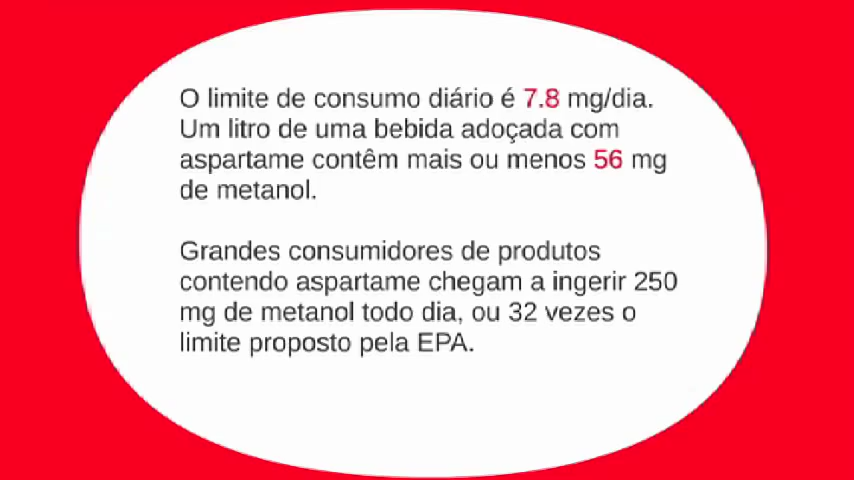 O limite de consumo diário é 7.8 mg/dia.
Um litro de uma bebida adoçada com
aspartame contêm mais ou menos 56 mg
de metanol.
Grandes consumidores de produtos
contendo aspartame chegam a ingerir 250
mg de metanol todo dia, ou 32 vezes o
limite proposto pela EPA.